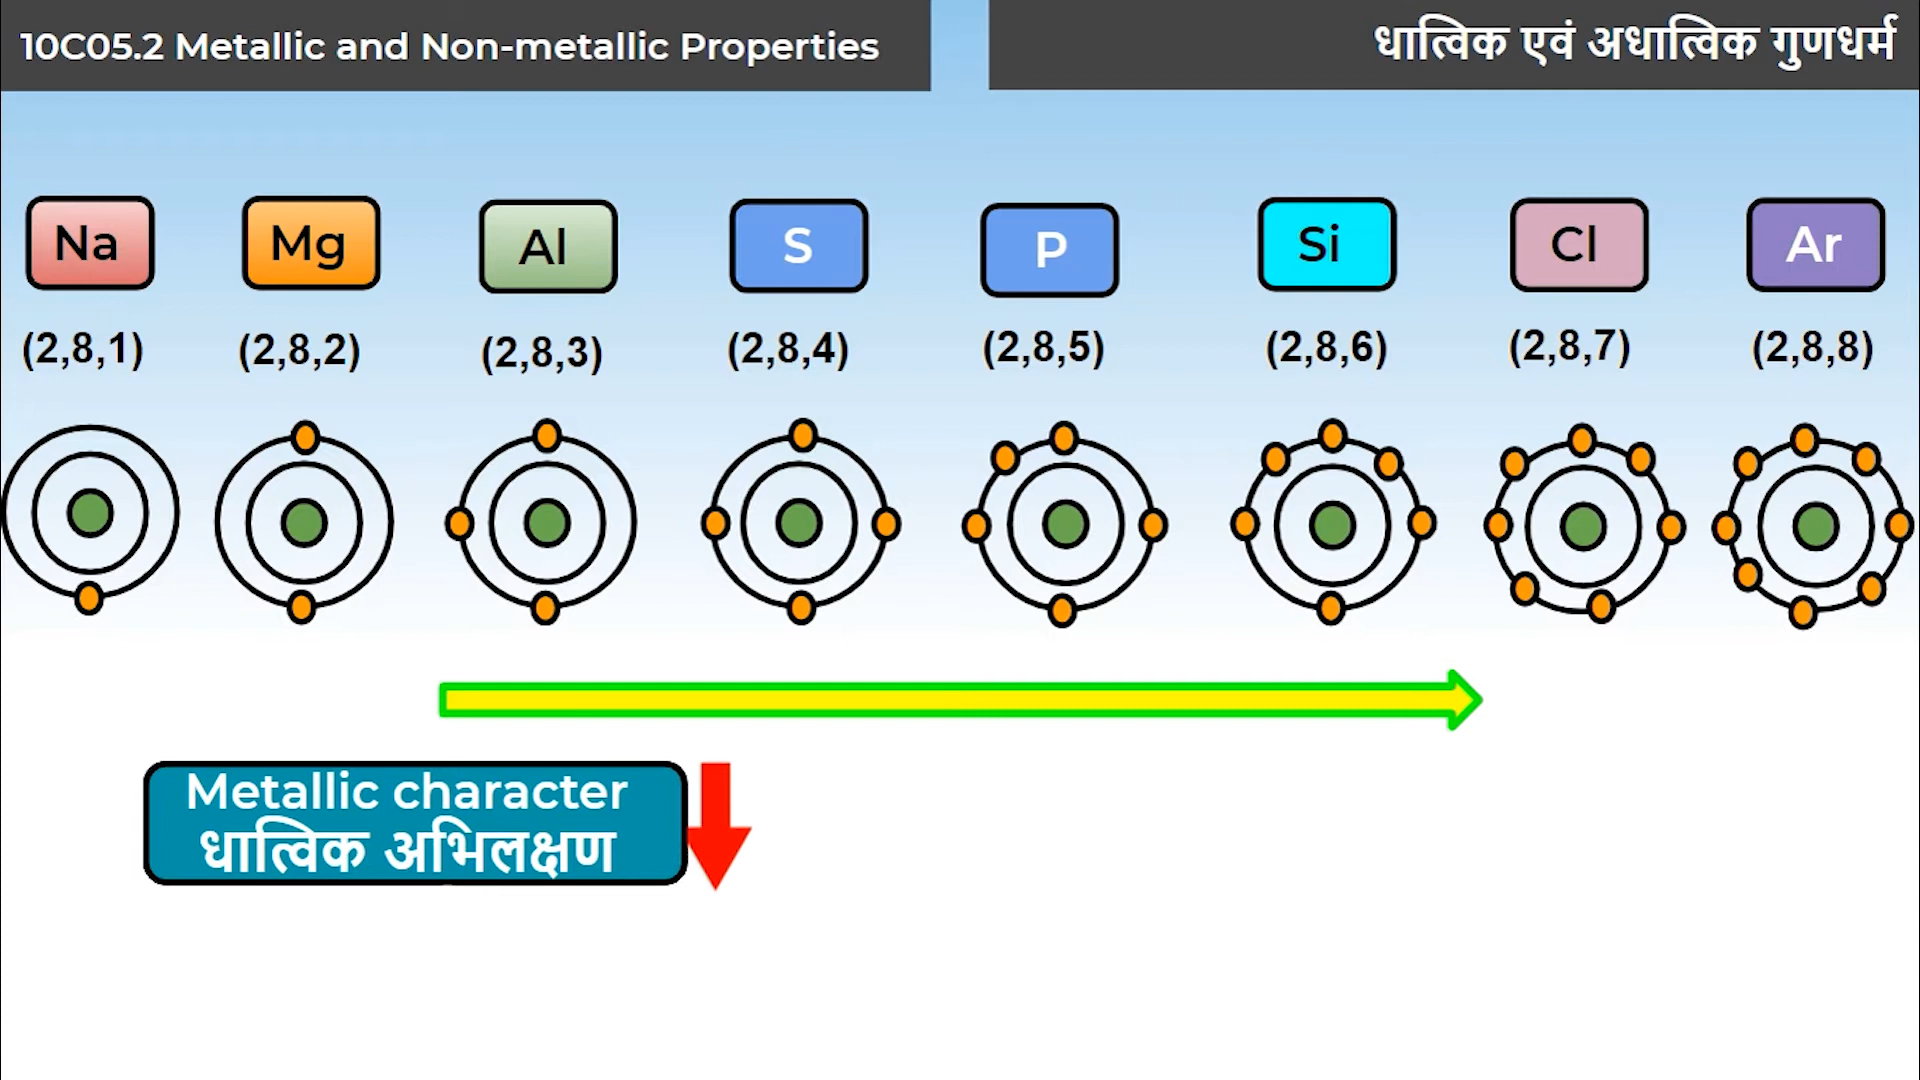 10C05.2 Metallic and Non-metallic Properties
धात्विक एवं अधात्विक गुणधर्म
Na Mg Al S P Si Cl Ar
(2,8,1) (2,8,2) (2,8,3) (2,8,4) (2,8,5) (2,8,6) (2,8,7) (2,8,8)
Metallic character
धात्विक अभिलक्षण